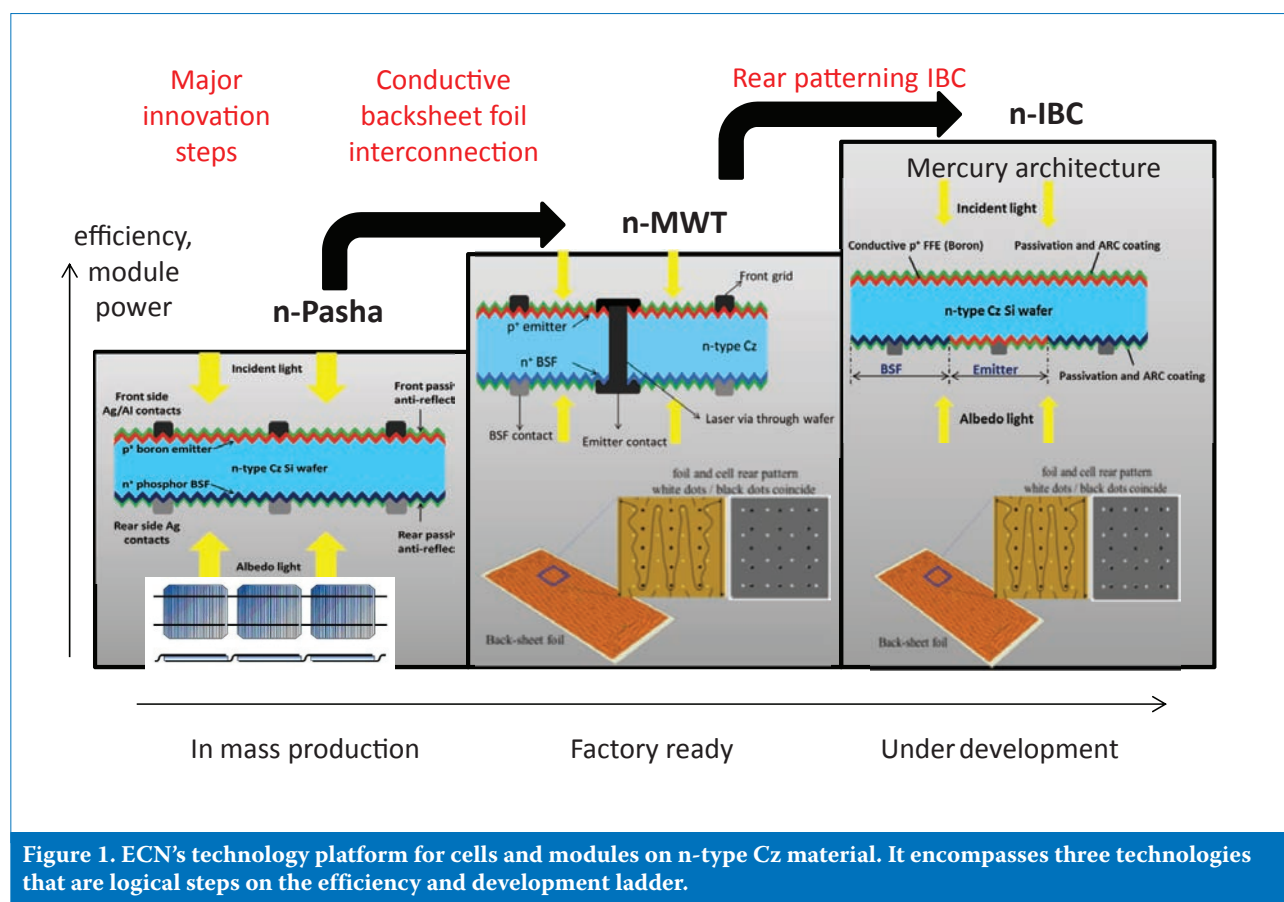 Major
innovation
steps
Conductive
backsheet foil
interconnection
Rear patterning IBC
efficiency,
module
power
n-Pasha
Incident light
Front side
Ag/Al contacts
Front passi
anti-reflect
p⁺ boron emitter
n-type Cz Si wafer
n⁺ phosphor BSF
Rear side Ag
contacts
Rear passi
anti-reflec
Albedo light
n-MWT
Front grid
p⁺ emitter
n⁺ BSF
n-type Cz
Laser via through wafer
BSF contact
Emitter contact
foil and cell rear pattern
white dots / black dots coincide
Back-sheet foil
n-IBC
Mercury architecture
Incident light
Conductive p⁺ FFE (Boron)
Passivation and ARC coating
n-type Cz Si wafer
BSF
Emitter
Passivation and ARC coating
Albedo light
foil and cell rear pattern
white dots / black dots coincide
Back-sheet foil
In mass production
Factory ready
Under development
Figure 1. ECN's technology platform for cells and modules on n-type Cz material. It encompasses three technologies
that are logical steps on the efficiency and development ladder.